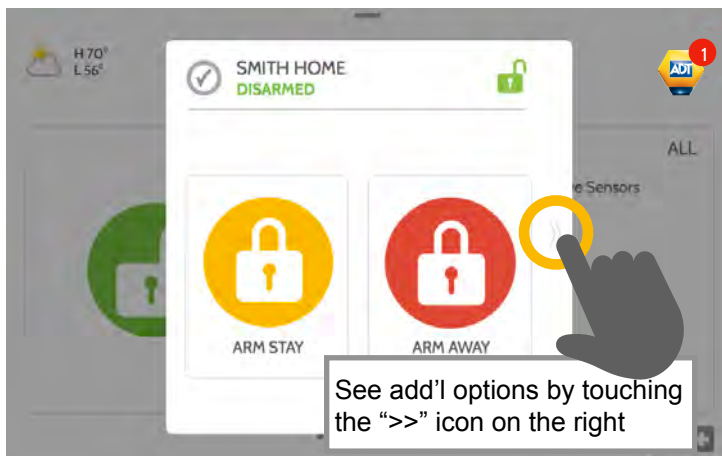 H 70°
L 56°
SMITH HOME
DISARMED
ADT
1
ALL
e Sensors
ARM STAY
ARM AWAY
See add’l options by touching
the “>>” icon on the right